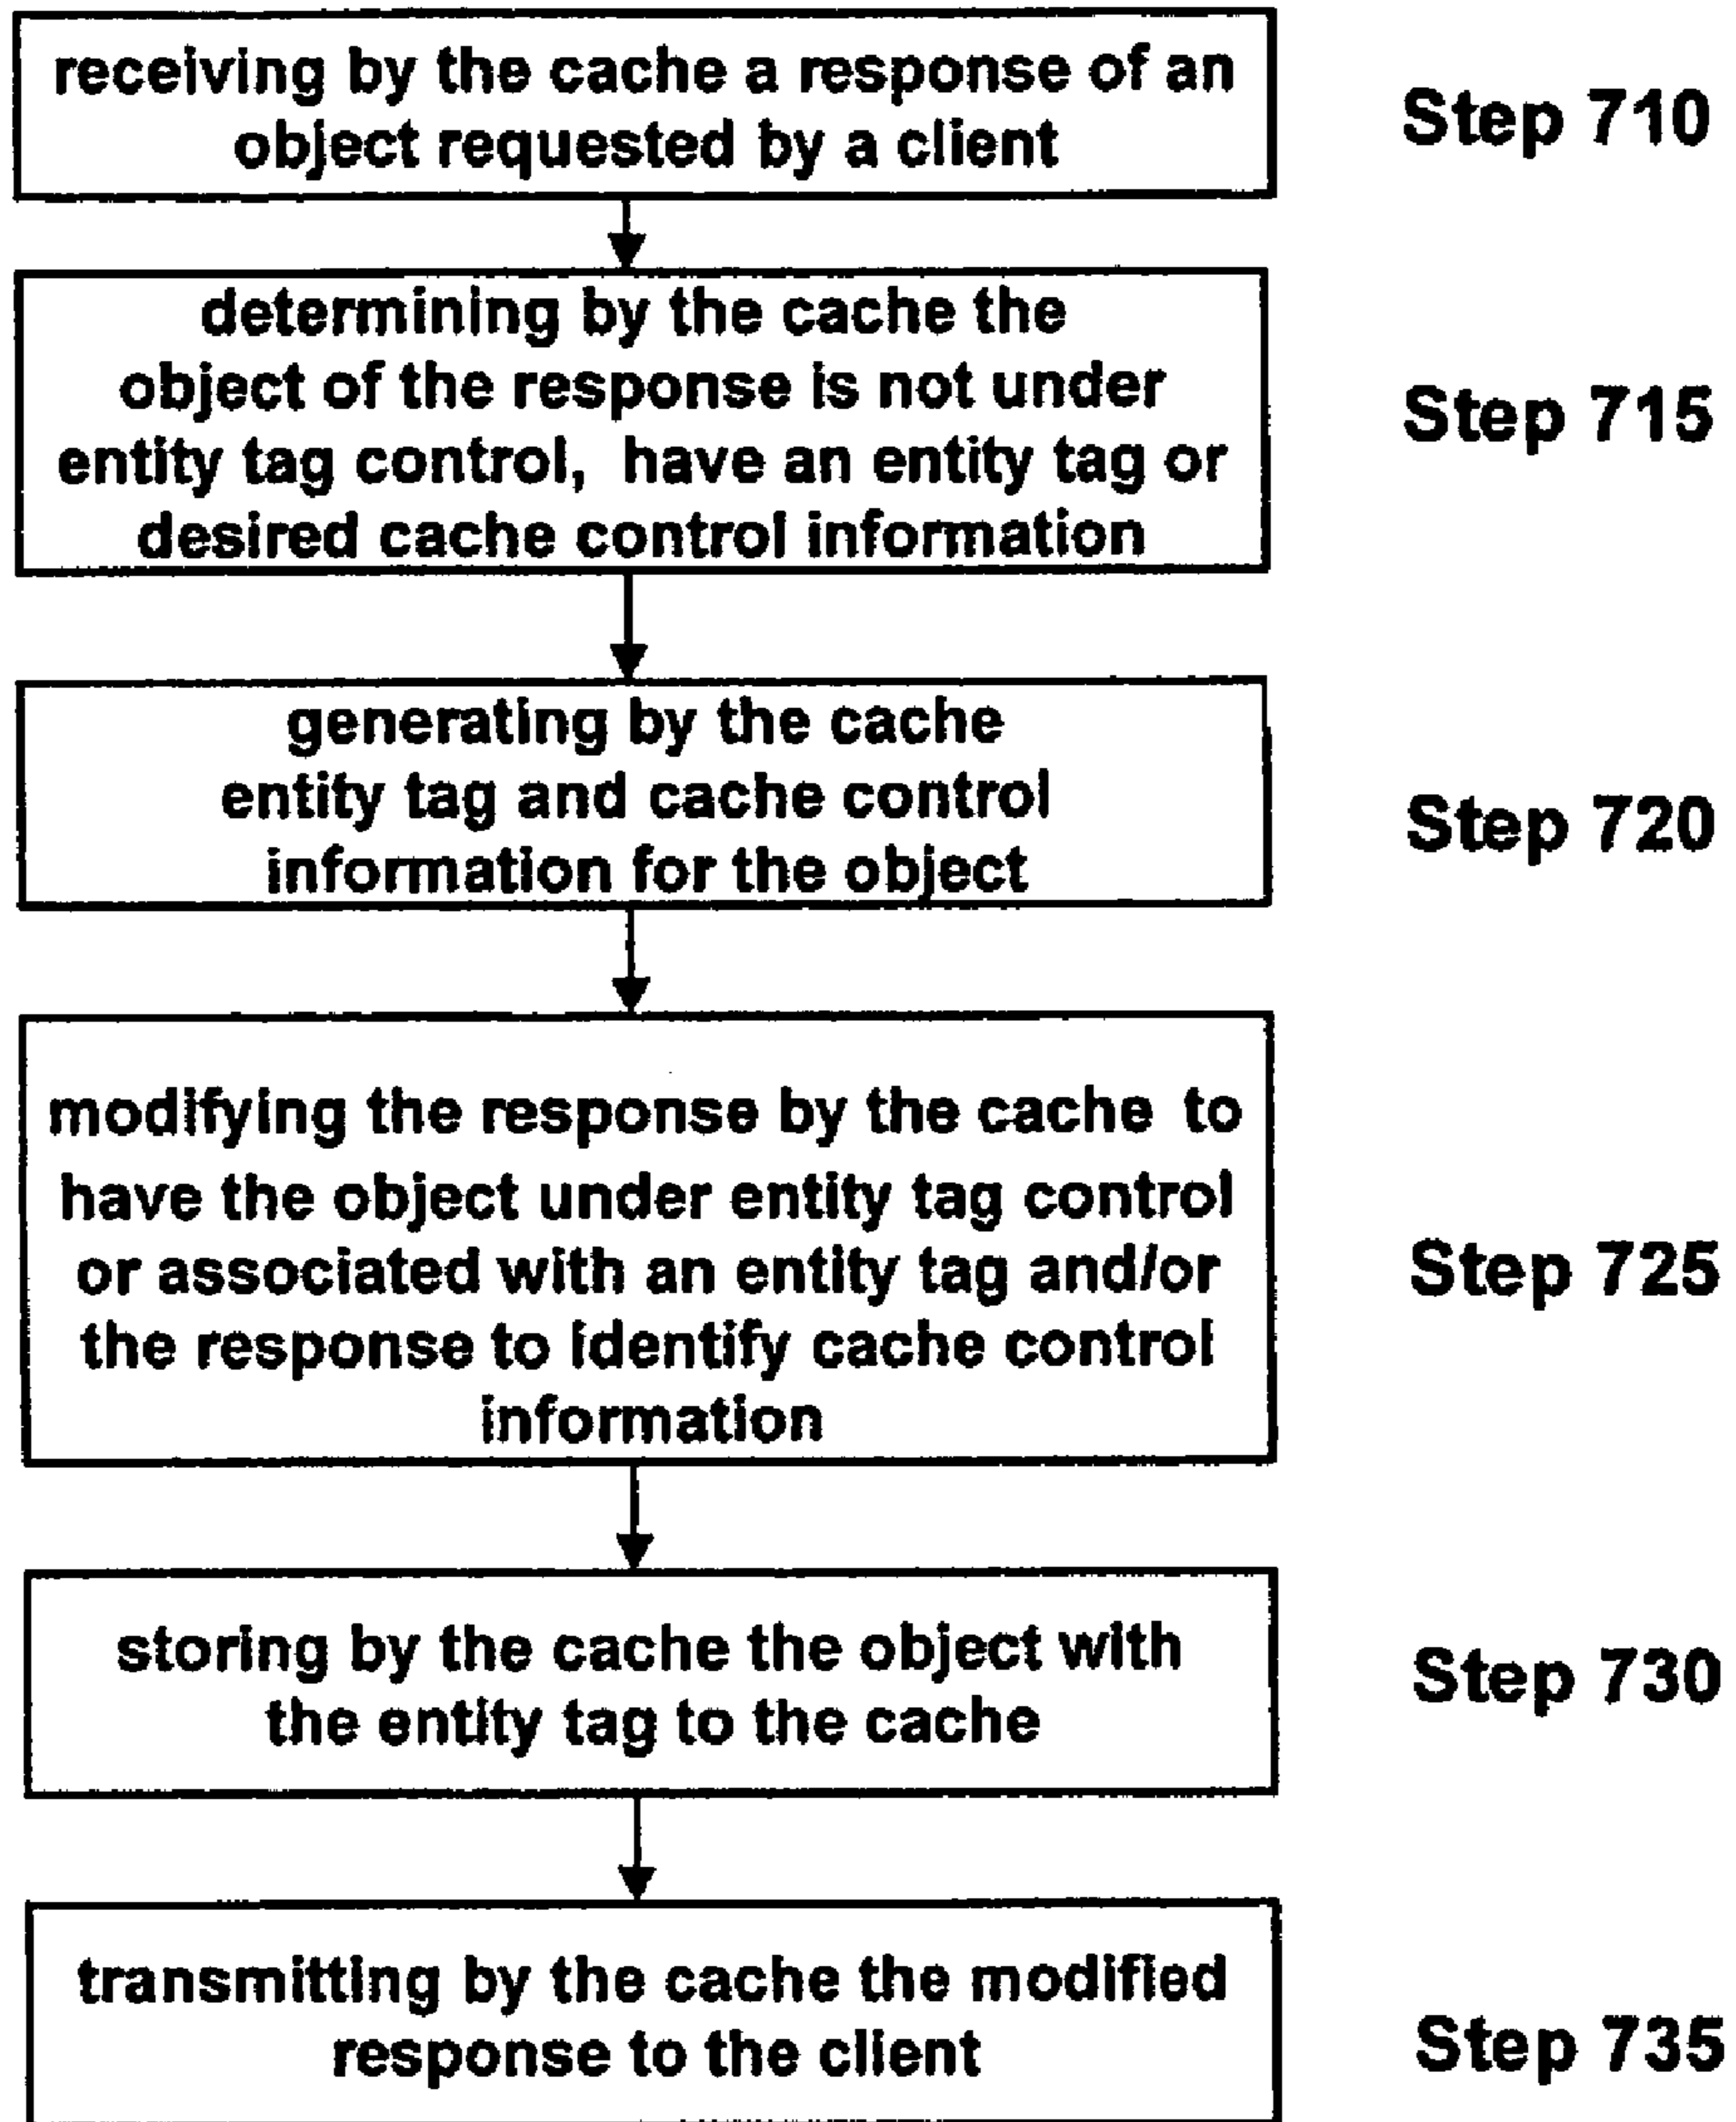 receiving by the cache a response of an
object requested by a client
Step 710
determining by the cache the
object of the response is not under
entity tag control, have an entity tag or
desired cache control information
Step 715
generating by the cache
entity tag and cache control
information for the object
Step 720
modifying the response by the cache to
have the object under entity tag control
or associated with an entity tag and/or
the response to identify cache control
information
Step 725
storing by the cache the object with
the entity tag to the cache
Step 730
transmitting by the cache the modified
response to the client
Step 735